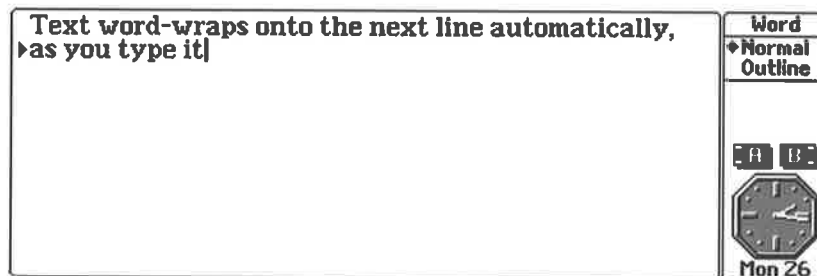 Text word-wraps onto the next line automatically,
as you type it
Word
Normal
Outline
A B
Mon 26